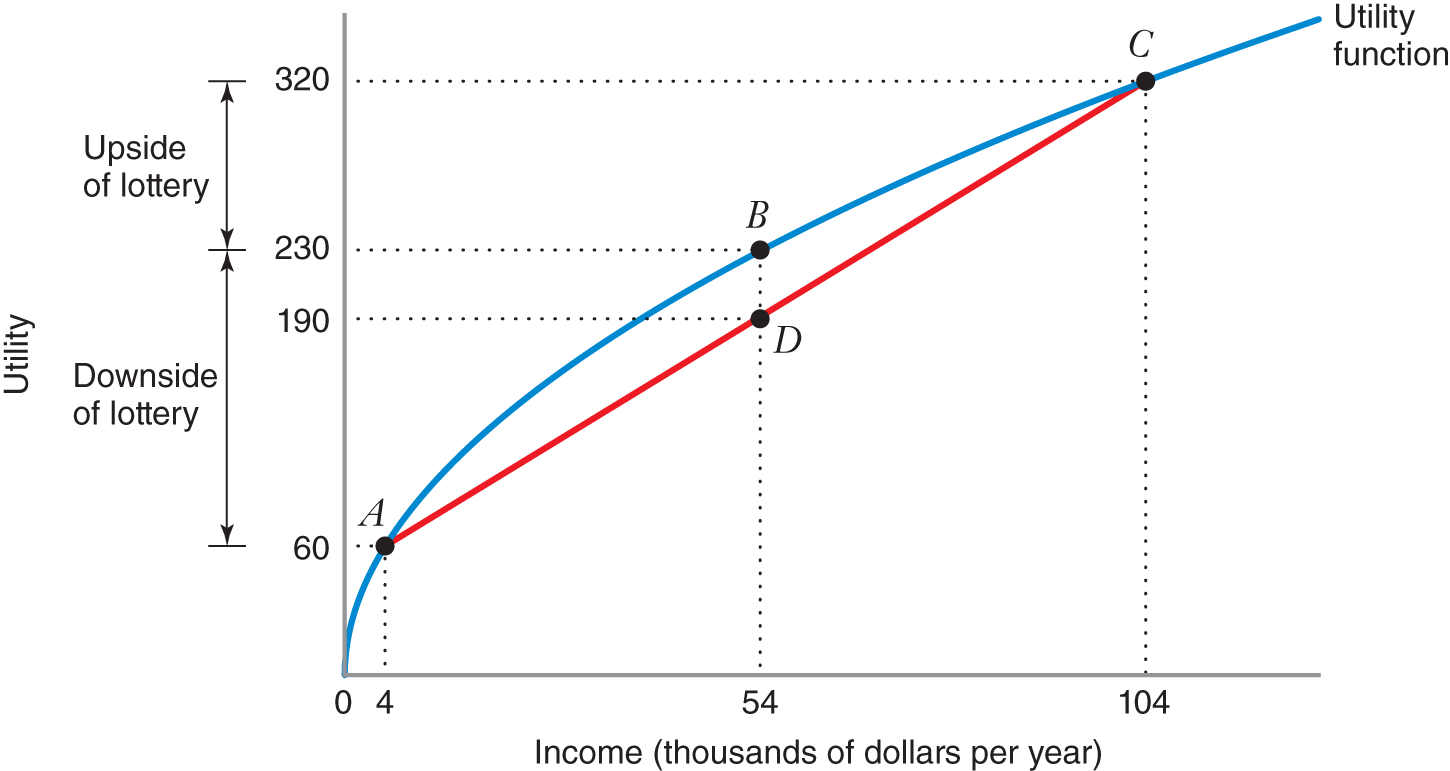 Utility
function
C
320
Upside
of lottery
B
230
190
D
Utility
Downside
of lottery
A
60
0
4
54
104
Income (thousands of dollars per year)